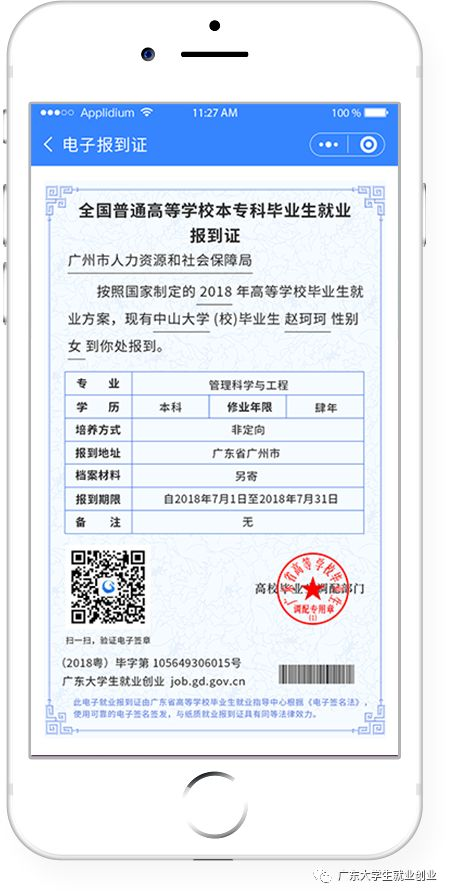 Applidium 11:27 AM 100 %
电子报到证
全国普通高等学校本专科毕业生就业
报到证
广州市人力资源和社会保障局
按照国家制定的 2018 年高等学校毕业生就
业方案，现有中山大学 (校)毕业生 赵珂珂 性别
女 到你处报到。
专 业 管理科学与工程
学 历 本科 修业年限 肆年
培养方式 非定向
报到地址 广东省广州市
档案材料 另寄
报到期限 自2018年7月1日至2018年7月31日
备 注 无
广东省高等学校毕业生
高校毕业生调配部门
调配专用章
(1)
扫一扫，验证电子签章
（2018粤）毕字第 105649306015号
广东大学生就业创业 job.gd.gov.cn
此电子就业报到证由广东省高等学校毕业生就业指导中心根据《电子签名法》，
使用可靠的电子签名签发，与纸质就业报到证具有同等法律效力。
广东大学生就业创业